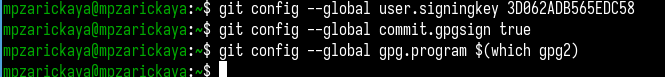 mpzarickaya@mpzarickaya:~$ git config --global user.signingkey 3D062ADB565EDC58
mpzarickaya@mpzarickaya:~$ git config --global commit.gpgsign true
mpzarickaya@mpzarickaya:~$ git config --global gpg.program $(which gpg2)
mpzarickaya@mpzarickaya:~$